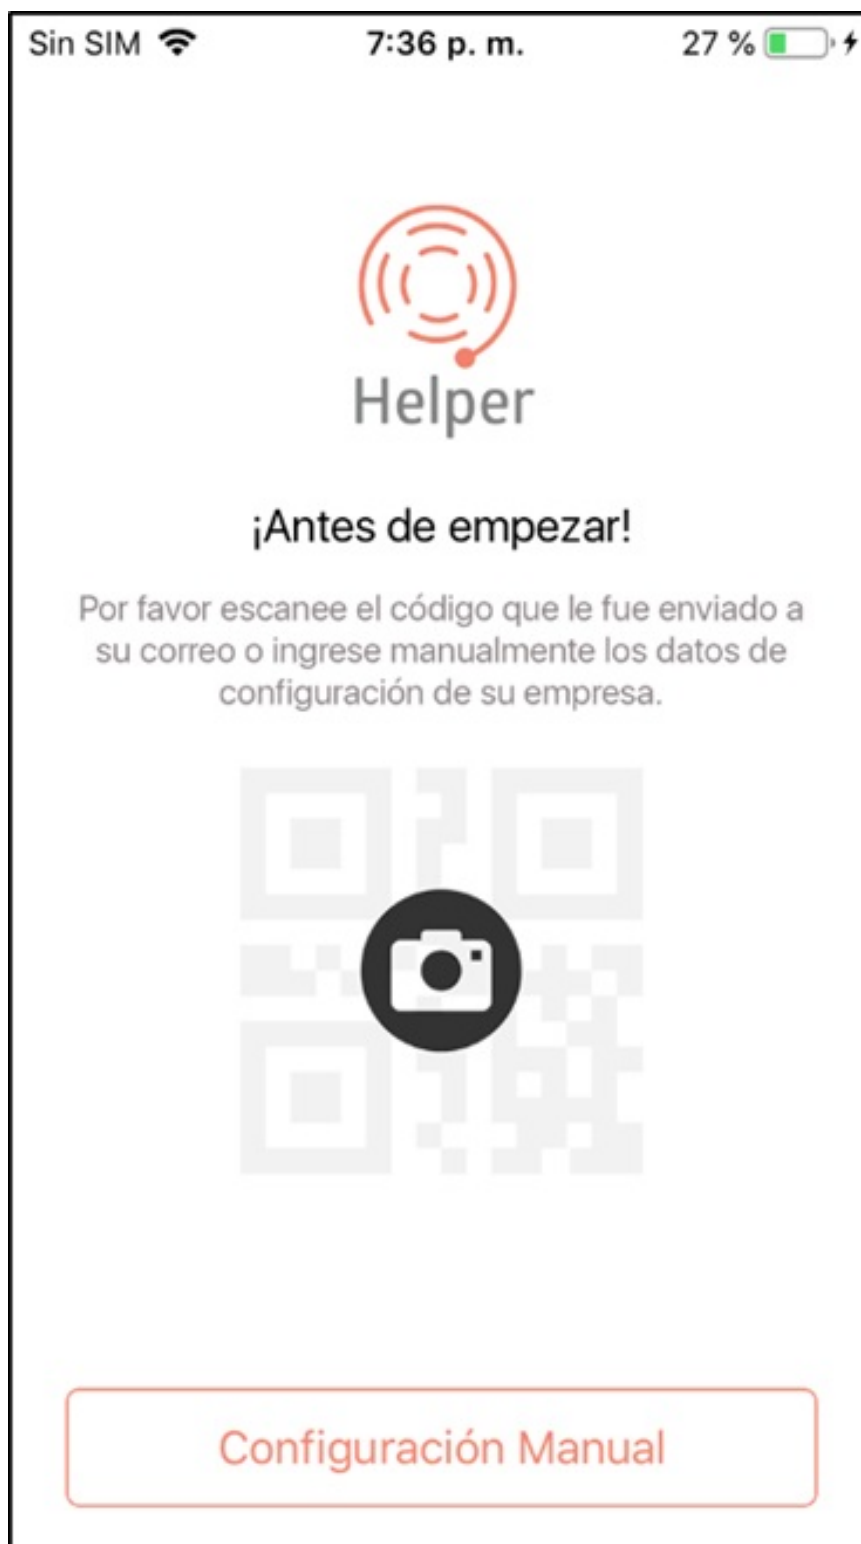 Sin SIM 7:36 p. m. 27 %
Helper
¡Antes de empezar!
Por favor escanee el código que le fue enviado a
su correo o ingrese manualmente los datos de
configuración de su empresa.
Configuración Manual